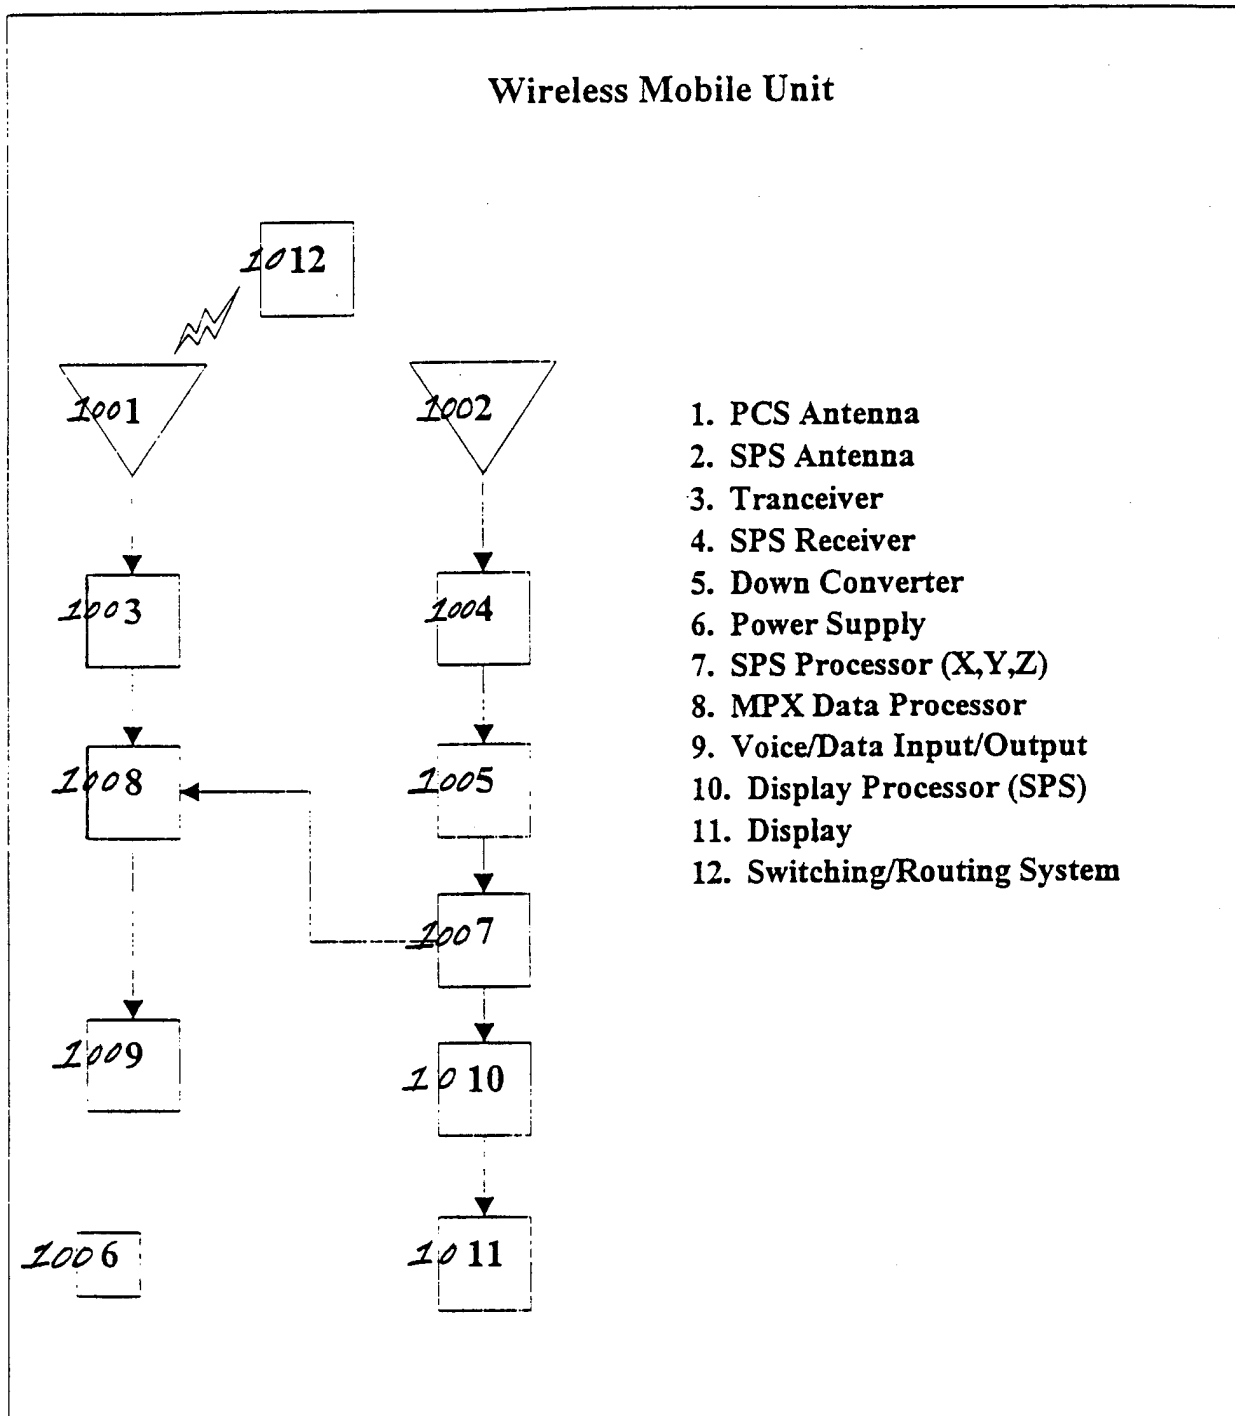 Wireless Mobile Unit
1012
1001
1002
1. PCS Antenna
2. SPS Antenna
3. Tranceiver
4. SPS Receiver
5. Down Converter
6. Power Supply
7. SPS Processor (X,Y,Z)
8. MPX Data Processor
9. Voice/Data Input/Output
10. Display Processor (SPS)
11. Display
12. Switching/Routing System
1003
1004
1008
1005
1007
1009
1010
1006
1011